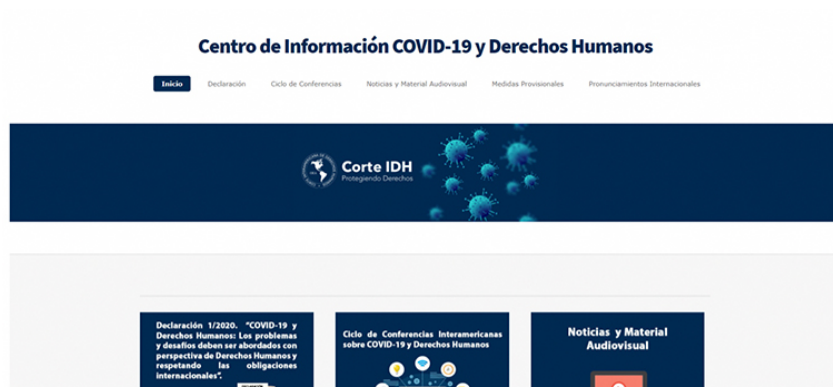 Centro de Información COVID-19 y Derechos Humanos
Inicio Declaración Ciclo de Conferencias Noticias y Material Audiovisual Medidas Provisionales Pronunciamientos Internacionales
Corte IDH
Protegiendo Derechos
Declaración 1/2020. "COVID-19 y
Derechos Humanos: Los problemas
y desafíos deben ser abordados con
perspectiva de Derechos Humanos y
respetando las obligaciones
internacionales".
Ciclo de Conferencias Interamericanas
sobre COVID-19 y Derechos Humanos
Noticias y Material
Audiovisual